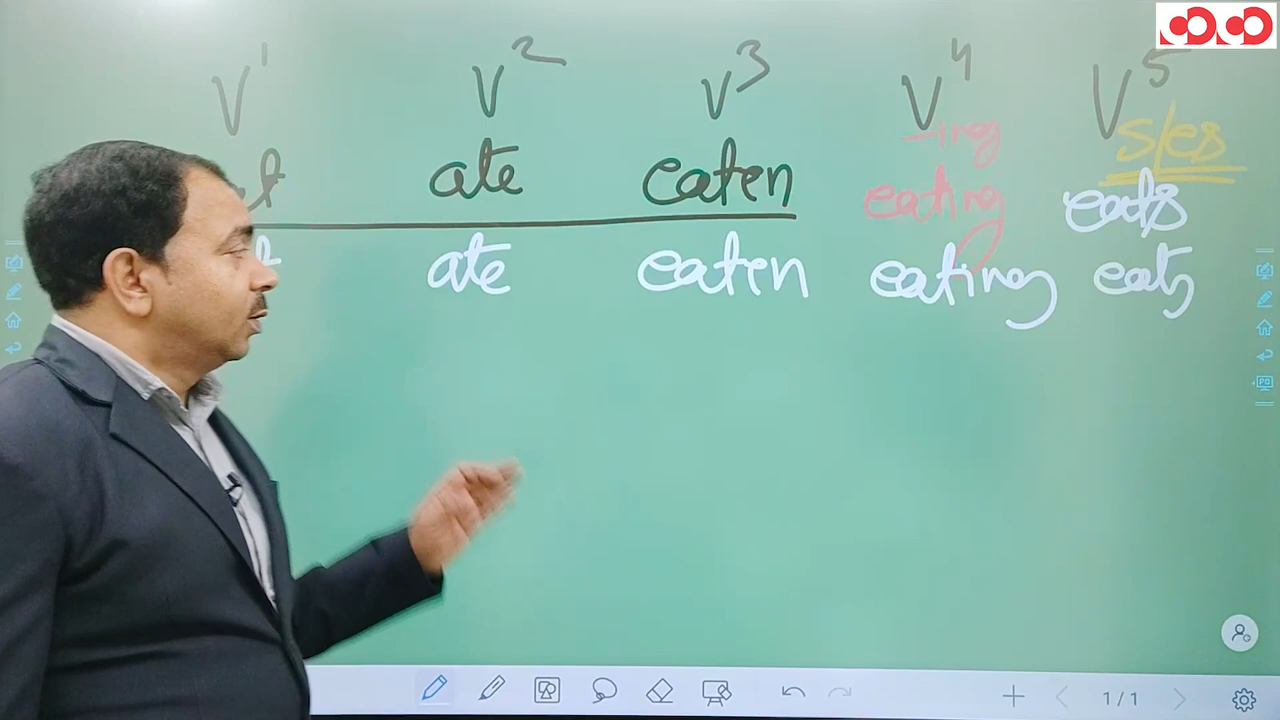 V1 V2 V3 V4 V5
-ing s/es
ate eaten eating eats
ate eaten eating eats
1/1